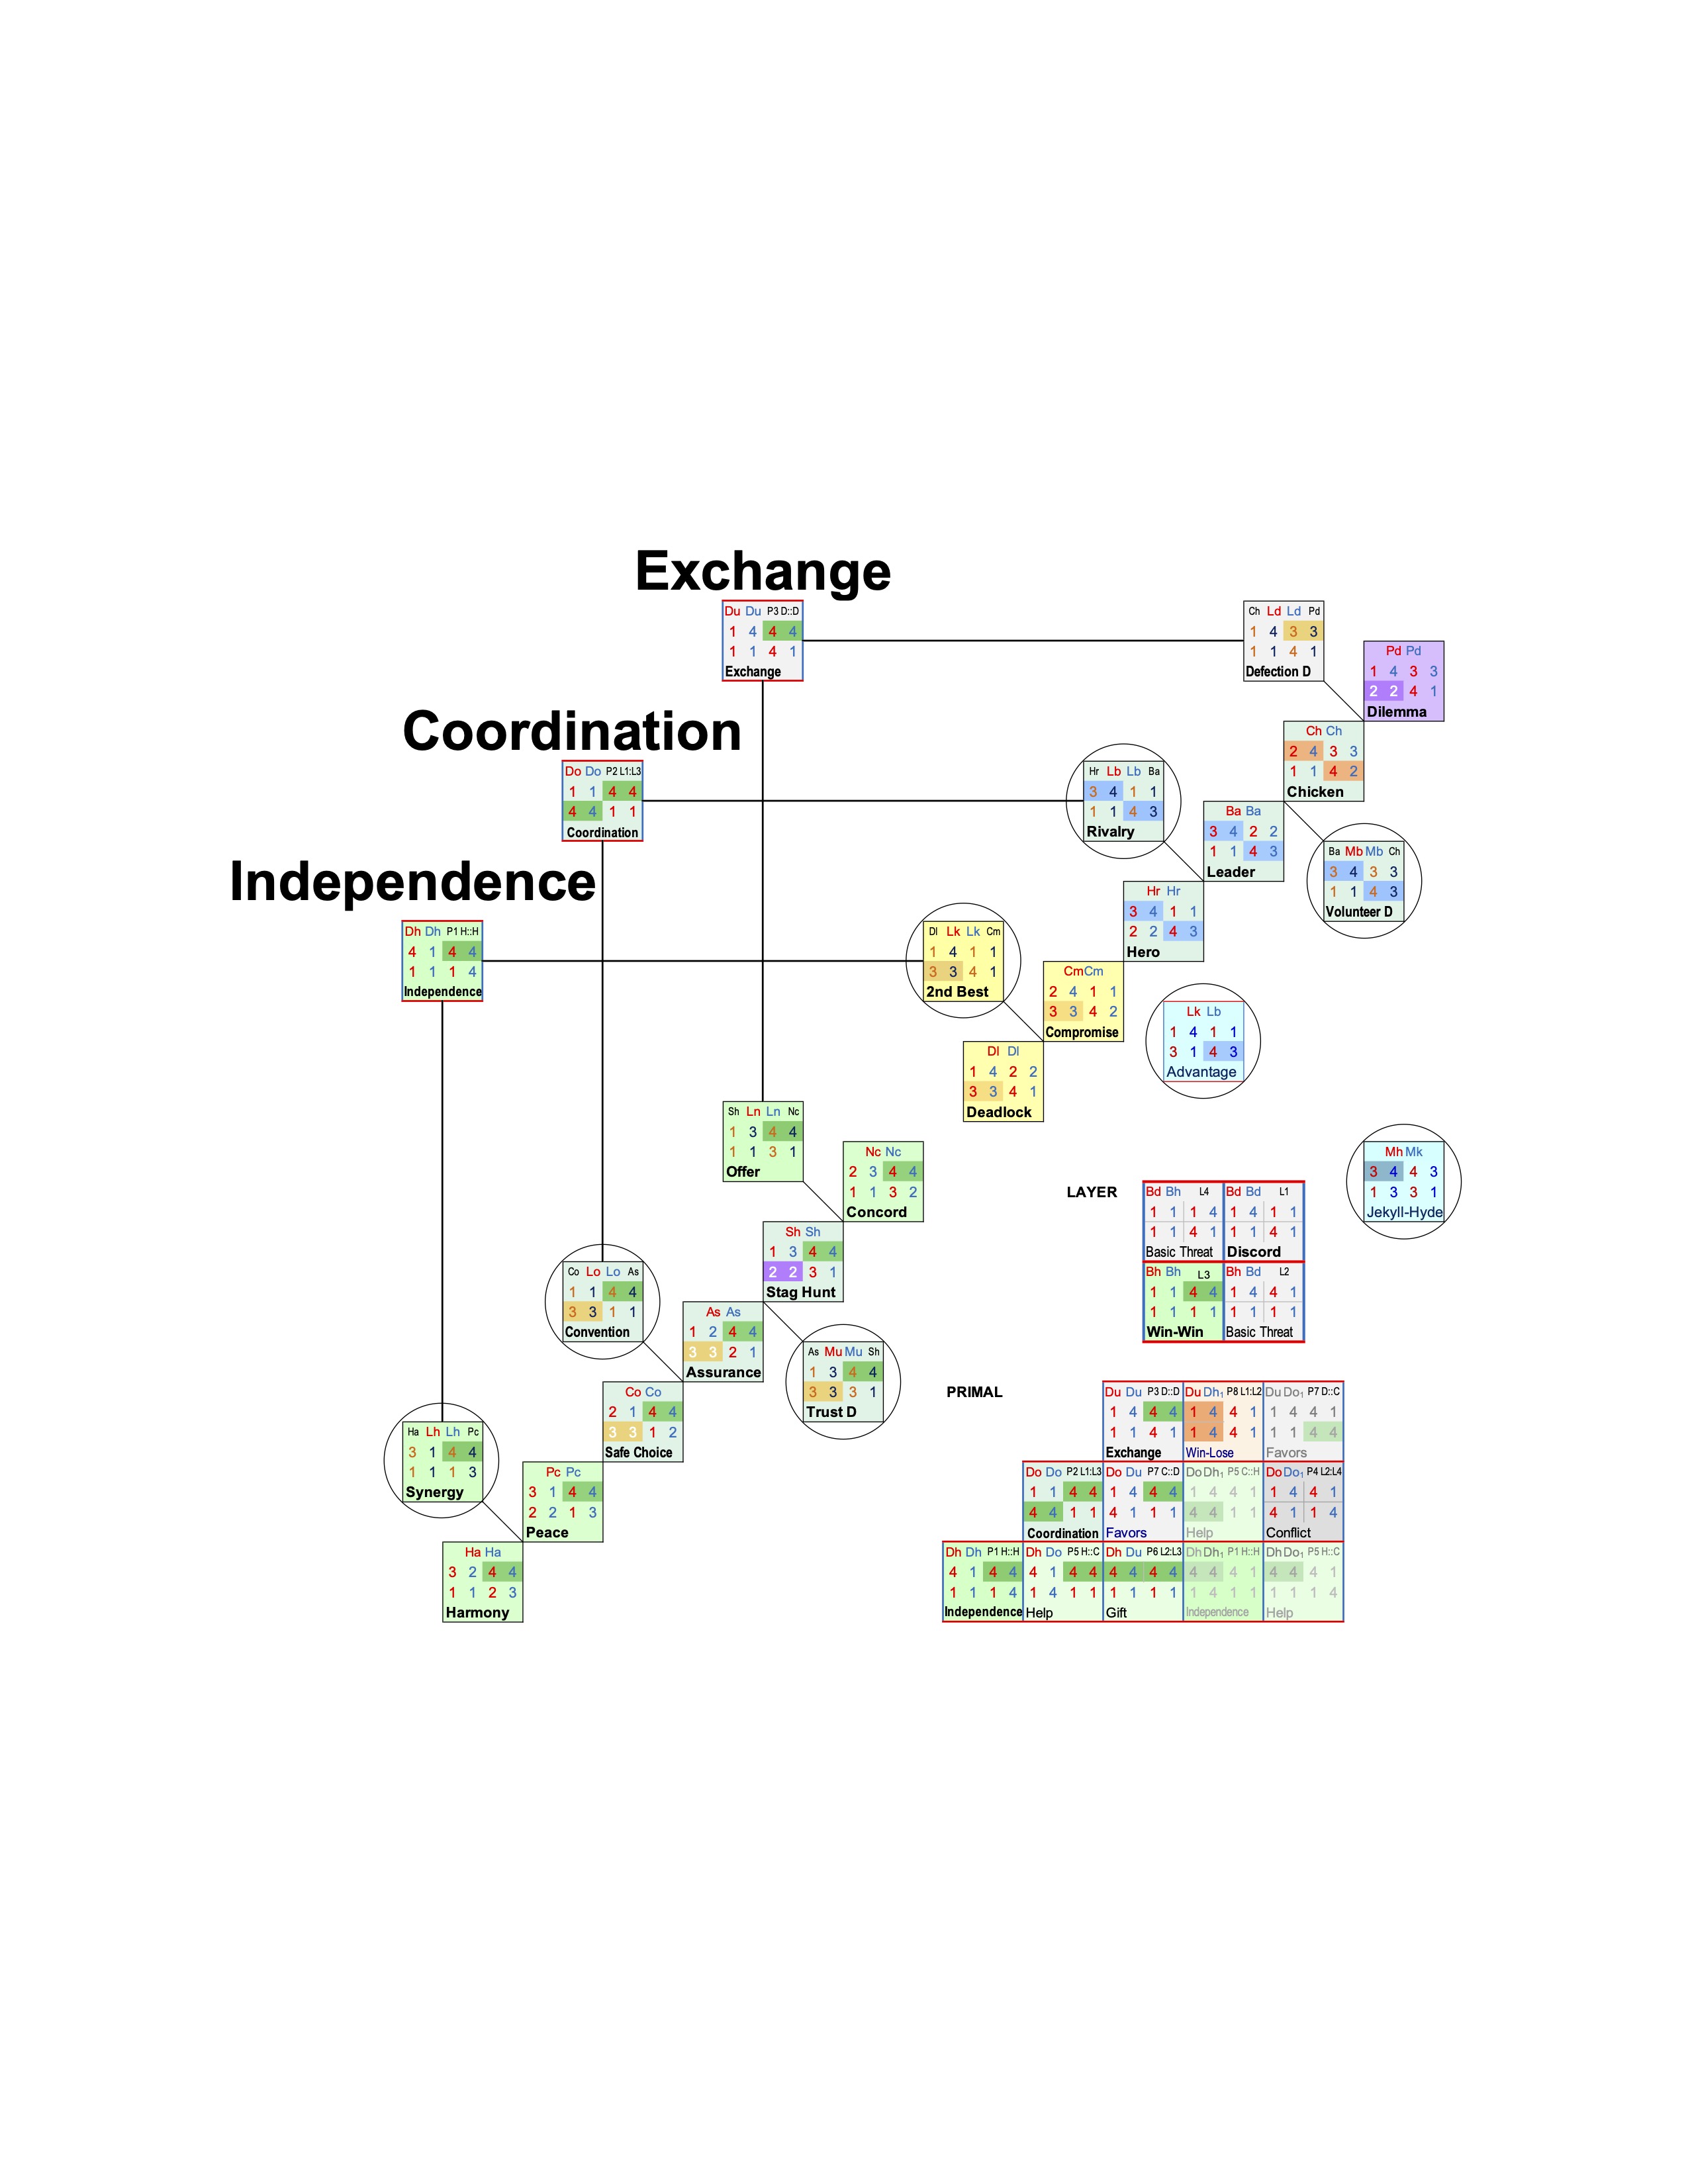 Exchange
Du Du P3 D::D
1 4 4 4
1 1 4 1
Exchange
Ch Ld Ld Pd
1 4 3 3
1 1 4 1
Defection D
Pd Pd
1 4 3 3
2 2 4 1
Dilemma
Coordination
Do Do P2 L1:L3
1 1 4 4
4 4 1 1
Coordination
Hr Lb Lb Ba
3 4 1 1
1 1 4 3
Rivalry
Ch Ch
2 4 3 3
1 1 4 2
Chicken
Ba Ba
3 4 2 2
1 1 4 3
Leader
Ba Mb Mb Ch
3 4 3 3
1 1 4 3
Volunteer D
Independence
Dh Dh P1 H::H
4 1 4 4
1 1 1 4
Independence
Dl Lk Lk Cm
1 4 1 1
3 3 4 1
2nd Best
Hr Hr
3 4 1 1
2 2 4 3
Hero
CmCm
2 4 1 1
3 3 4 2
Compromise
Lk Lb
1 4 1 1
3 1 4 3
Advantage
Dl Dl
1 4 2 2
3 3 4 1
Deadlock
Sh Ln Ln Nc
1 3 4 4
1 1 3 1
Offer
Nc Nc
2 3 4 4
1 1 3 2
Concord
Mh Mk
3 4 4 3
1 3 3 1
Jekyll-Hyde
LAYER
Bd Bh L4 Bd Bd L1
1 1 1 4 1 4 1 1
1 1 4 1 1 1 4 1
Basic Threat Discord
Bh Bh L3 Bh Bd L2
1 1 4 4 1 4 4 1
1 1 1 1 1 1 1 1
Win-Win Basic Threat
Sh Sh
1 3 4 4
2 2 3 1
Stag Hunt
Co Lo Lo As
1 1 4 4
3 3 1 1
Convention
As As
1 2 4 4
3 3 2 1
Assurance
As Mu Mu Sh
1 3 4 4
3 3 3 1
Trust D
Co Co
2 1 4 4
3 3 1 2
Safe Choice
Ha Lh Lh Pc
3 1 4 4
1 1 1 3
Synergy
Pc Pc
3 1 4 4
2 2 1 3
Peace
Ha Ha
3 2 4 4
1 1 2 3
Harmony
PRIMAL
Du Du P3 D::D Du Dh1 P8 L1:L2 Du Do1 P7 D::C
1 4 4 4 1 4 4 1 1 4 4 1
1 1 4 1 1 4 4 1 1 1 4 4
Exchange Win-Lose Favors
Do Do P2 L1:L3 Do Du P7 C::D Do Dh1 P5 C::H Do Do1 P4 L2:L4
1 1 4 4 1 4 4 4 1 4 4 1 1 4 4 1
4 4 1 1 4 1 1 1 4 4 1 1 4 1 1 4
Coordination Favors Help Conflict
Dh Dh P1 H::H Dh Do P5 H::C Dh Du P6 L2:L3 Dh Dh1 P1 H::H Dh Do1 P5 H::C
4 1 4 4 4 1 4 4 4 4 4 4 4 4 4 1 4 4 4 1
1 1 1 4 1 4 1 1 1 1 1 1 1 4 1 1 1 1 1 4
Independence Help Gift Independence Help